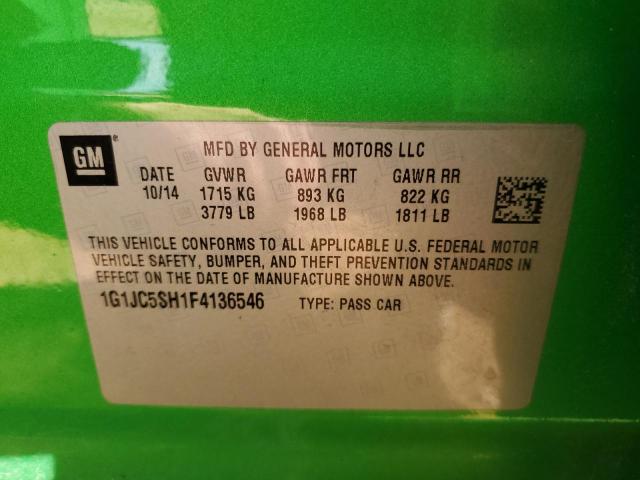 GM®
MFD BY GENERAL MOTORS LLC
DATE GVWR GAWR FRT GAWR RR
10/14 1715 KG 893 KG 822 KG
3779 LB 1968 LB 1811 LB
THIS VEHICLE CONFORMS TO ALL APPLICABLE U.S. FEDERAL MOTOR
VEHICLE SAFETY, BUMPER, AND THEFT PREVENTION STANDARDS IN
EFFECT ON THE DATE OF MANUFACTURE SHOWN ABOVE.
1G1JC5SH1F4136546 TYPE: PASS CAR